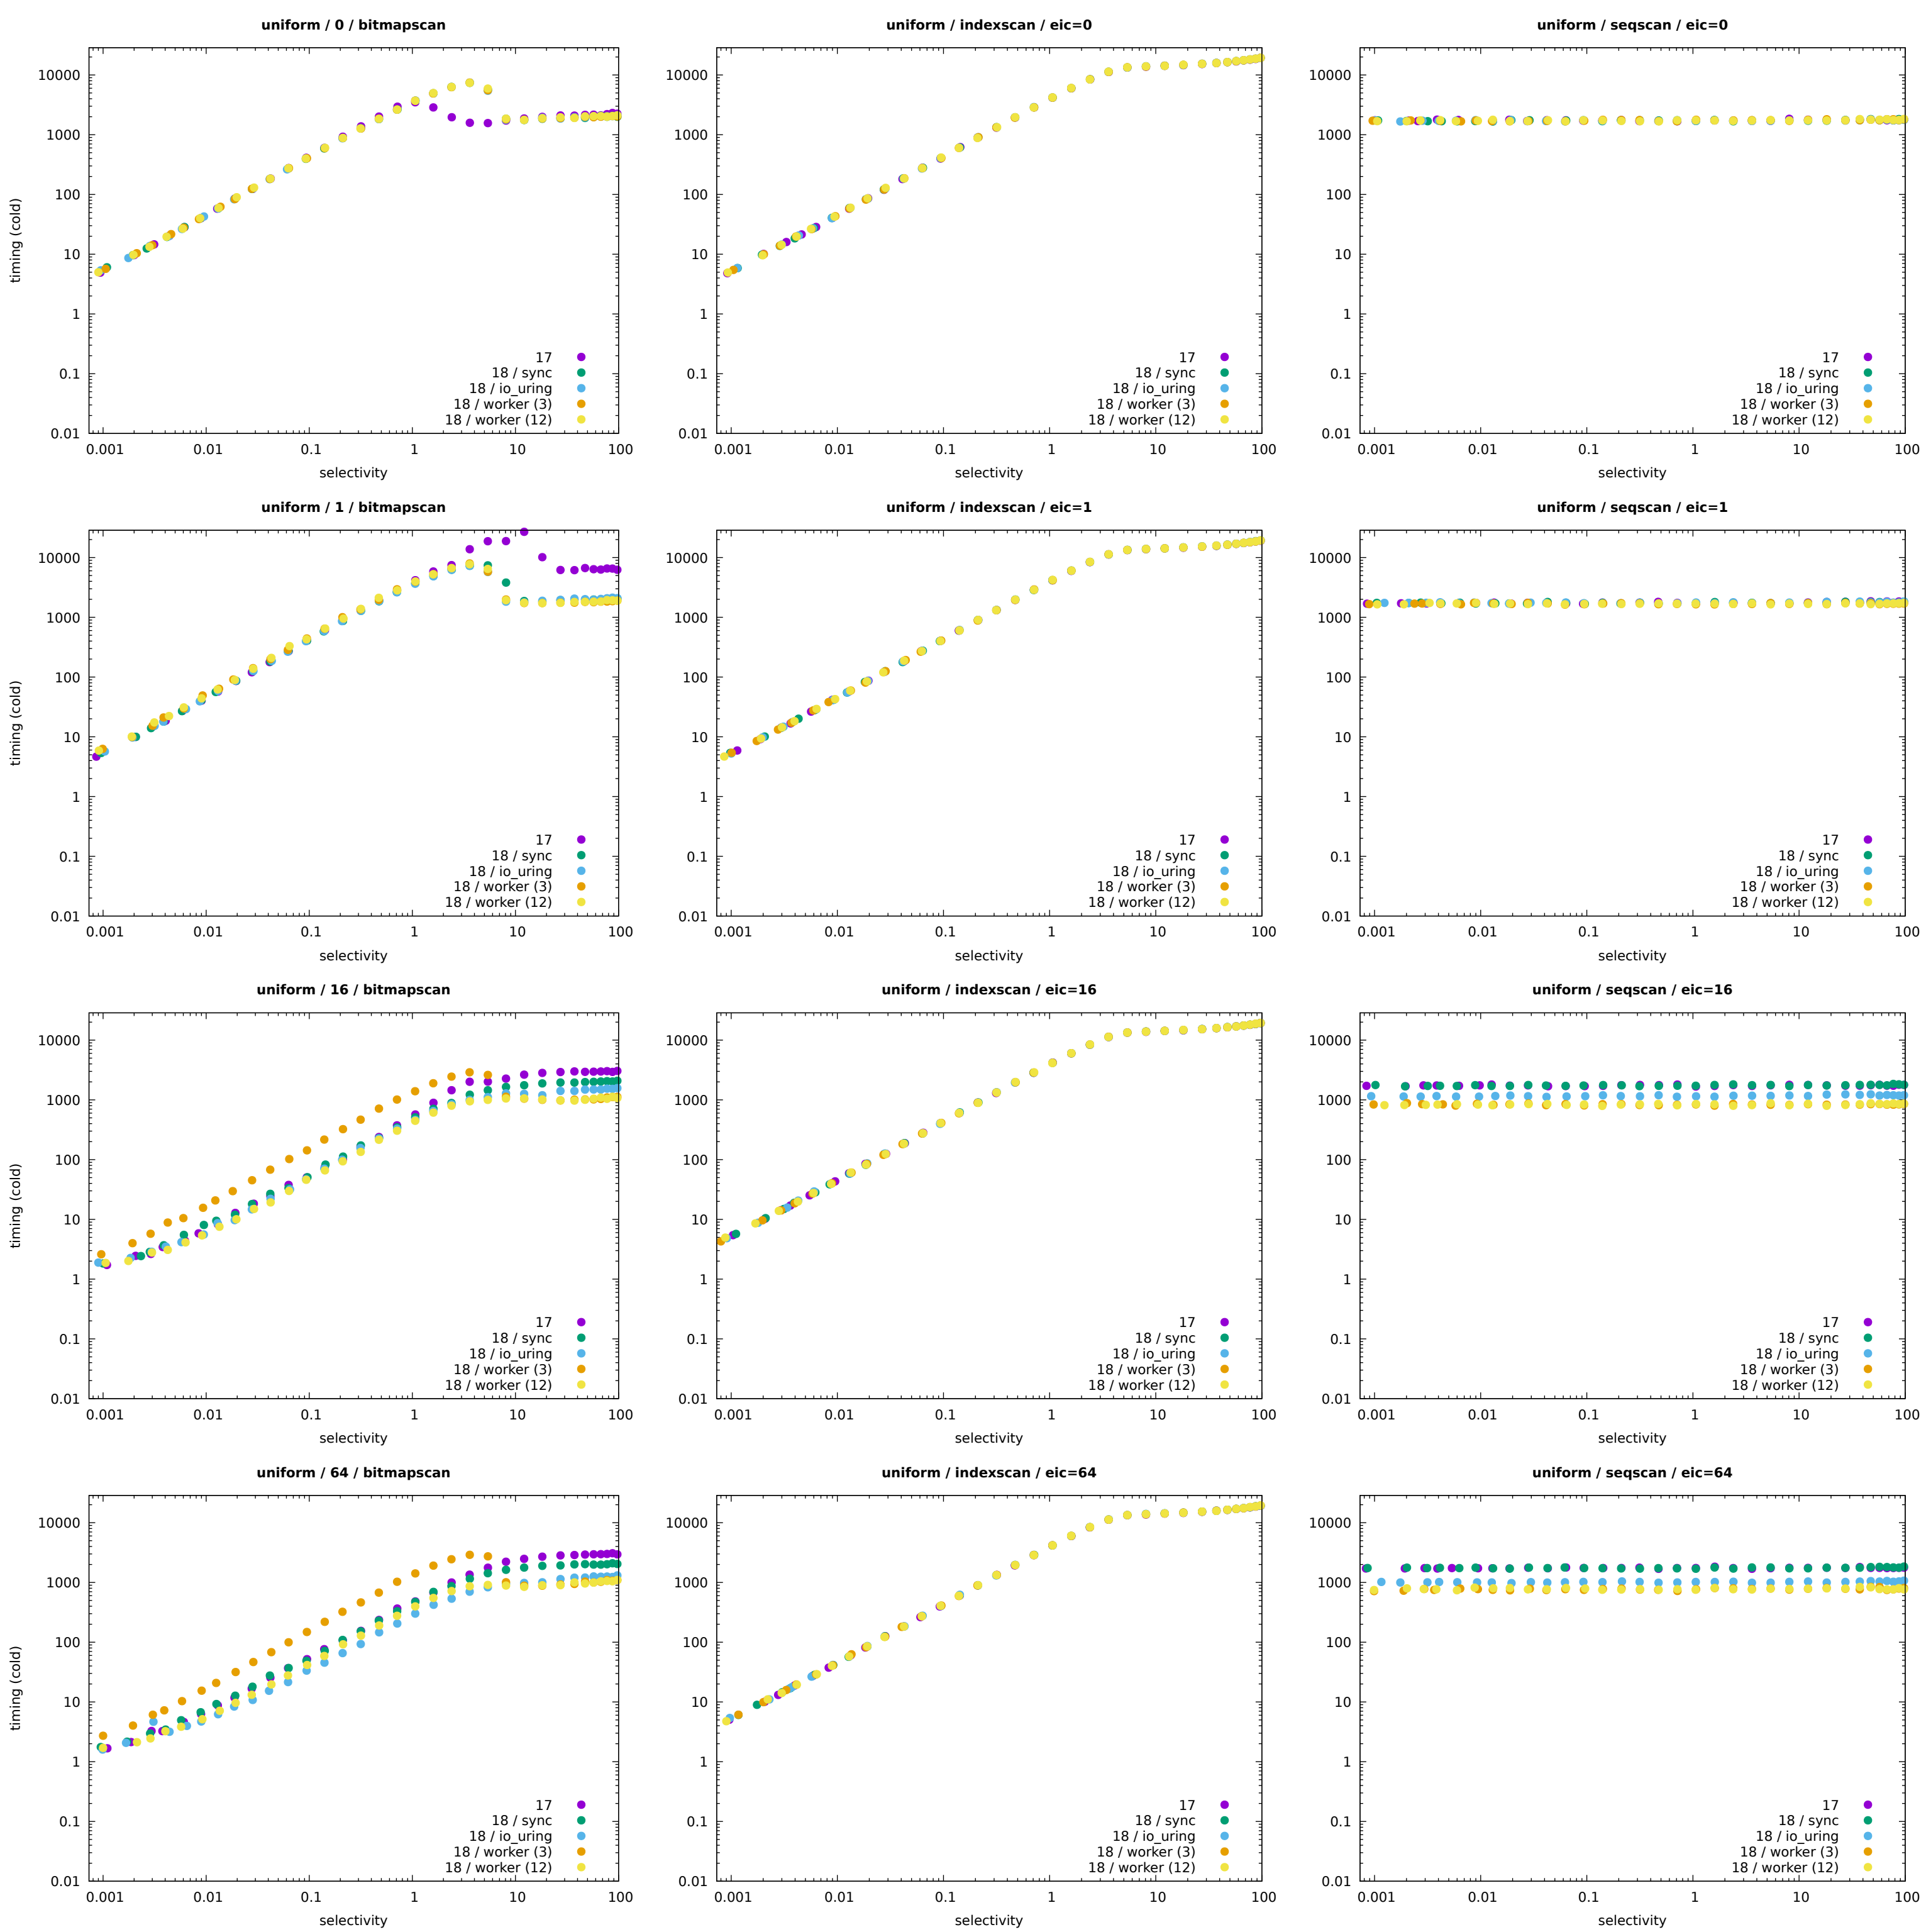 uniform / 0 / bitmapscan
timing (cold)
10000
1000
100
10
1
0.1
0.01
17
18 / sync
18 / io_uring
18 / worker (3)
18 / worker (12)
0.001 0.01 0.1 1 10 100
selectivity
uniform / indexscan / eic=0
10000
1000
100
10
1
0.1
0.01
17
18 / sync
18 / io_uring
18 / worker (3)
18 / worker (12)
0.001 0.01 0.1 1 10 100
selectivity
uniform / seqscan / eic=0
10000
1000
100
10
1
0.1
0.01
17
18 / sync
18 / io_uring
18 / worker (3)
18 / worker (12)
0.001 0.01 0.1 1 10 100
selectivity
uniform / 1 / bitmapscan
timing (cold)
10000
1000
100
10
1
0.1
0.01
17
18 / sync
18 / io_uring
18 / worker (3)
18 / worker (12)
0.001 0.01 0.1 1 10 100
selectivity
uniform / indexscan / eic=1
10000
1000
100
10
1
0.1
0.01
17
18 / sync
18 / io_uring
18 / worker (3)
18 / worker (12)
0.001 0.01 0.1 1 10 100
selectivity
uniform / seqscan / eic=1
10000
1000
100
10
1
0.1
0.01
17
18 / sync
18 / io_uring
18 / worker (3)
18 / worker (12)
0.001 0.01 0.1 1 10 100
selectivity
uniform / 16 / bitmapscan
timing (cold)
10000
1000
100
10
1
0.1
0.01
17
18 / sync
18 / io_uring
18 / worker (3)
18 / worker (12)
0.001 0.01 0.1 1 10 100
selectivity
uniform / indexscan / eic=16
10000
1000
100
10
1
0.1
0.01
17
18 / sync
18 / io_uring
18 / worker (3)
18 / worker (12)
0.001 0.01 0.1 1 10 100
selectivity
uniform / seqscan / eic=16
10000
1000
100
10
1
0.1
0.01
17
18 / sync
18 / io_uring
18 / worker (3)
18 / worker (12)
0.001 0.01 0.1 1 10 100
selectivity
uniform / 64 / bitmapscan
timing (cold)
10000
1000
100
10
1
0.1
0.01
17
18 / sync
18 / io_uring
18 / worker (3)
18 / worker (12)
0.001 0.01 0.1 1 10 100
selectivity
uniform / indexscan / eic=64
10000
1000
100
10
1
0.1
0.01
17
18 / sync
18 / io_uring
18 / worker (3)
18 / worker (12)
0.001 0.01 0.1 1 10 100
selectivity
uniform / seqscan / eic=64
10000
1000
100
10
1
0.1
0.01
17
18 / sync
18 / io_uring
18 / worker (3)
18 / worker (12)
0.001 0.01 0.1 1 10 100
selectivity